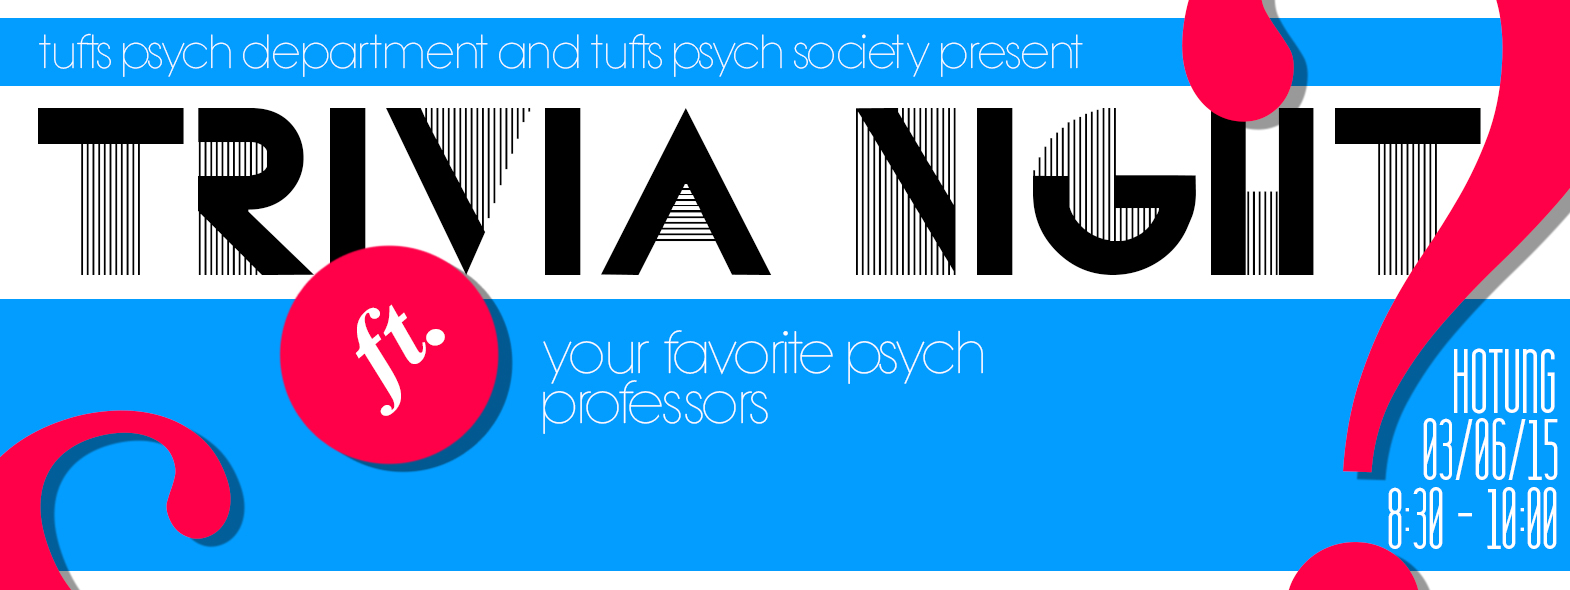 tufts psych department and tufts psych society present
TRIVIA NIGHT
ft.
your favorite psych
professors
HOTUNG
03/06/15
8:30 - 10:00